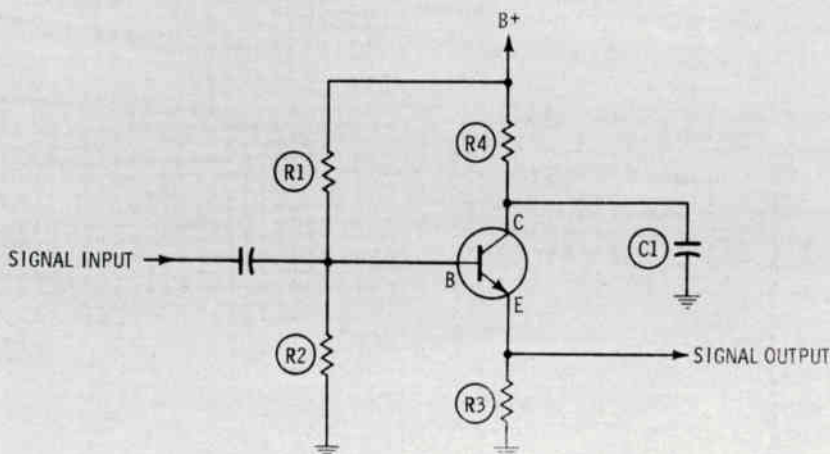 B+
R4
R1
C
C1
SIGNAL INPUT
B
E
R2
SIGNAL OUTPUT
R3